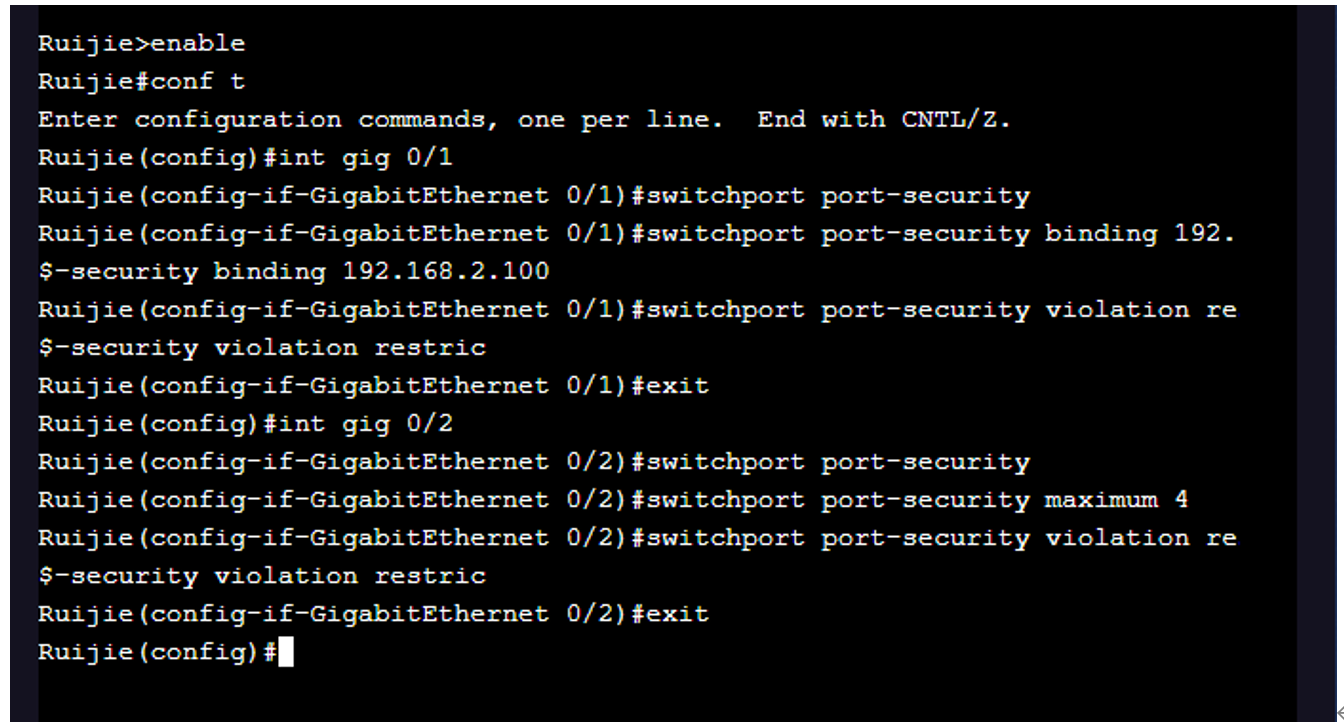 Ruijie>enable
Ruijie#conf t
Enter configuration commands, one per line.  End with CNTL/Z.
Ruijie(config)#int gig 0/1
Ruijie(config-if-GigabitEthernet 0/1)#switchport port-security
Ruijie(config-if-GigabitEthernet 0/1)#switchport port-security binding 192.
$-security binding 192.168.2.100
Ruijie(config-if-GigabitEthernet 0/1)#switchport port-security violation re
$-security violation restric
Ruijie(config-if-GigabitEthernet 0/1)#exit
Ruijie(config)#int gig 0/2
Ruijie(config-if-GigabitEthernet 0/2)#switchport port-security
Ruijie(config-if-GigabitEthernet 0/2)#switchport port-security maximum 4
Ruijie(config-if-GigabitEthernet 0/2)#switchport port-security violation re
$-security violation restric
Ruijie(config-if-GigabitEthernet 0/2)#exit
Ruijie(config)#